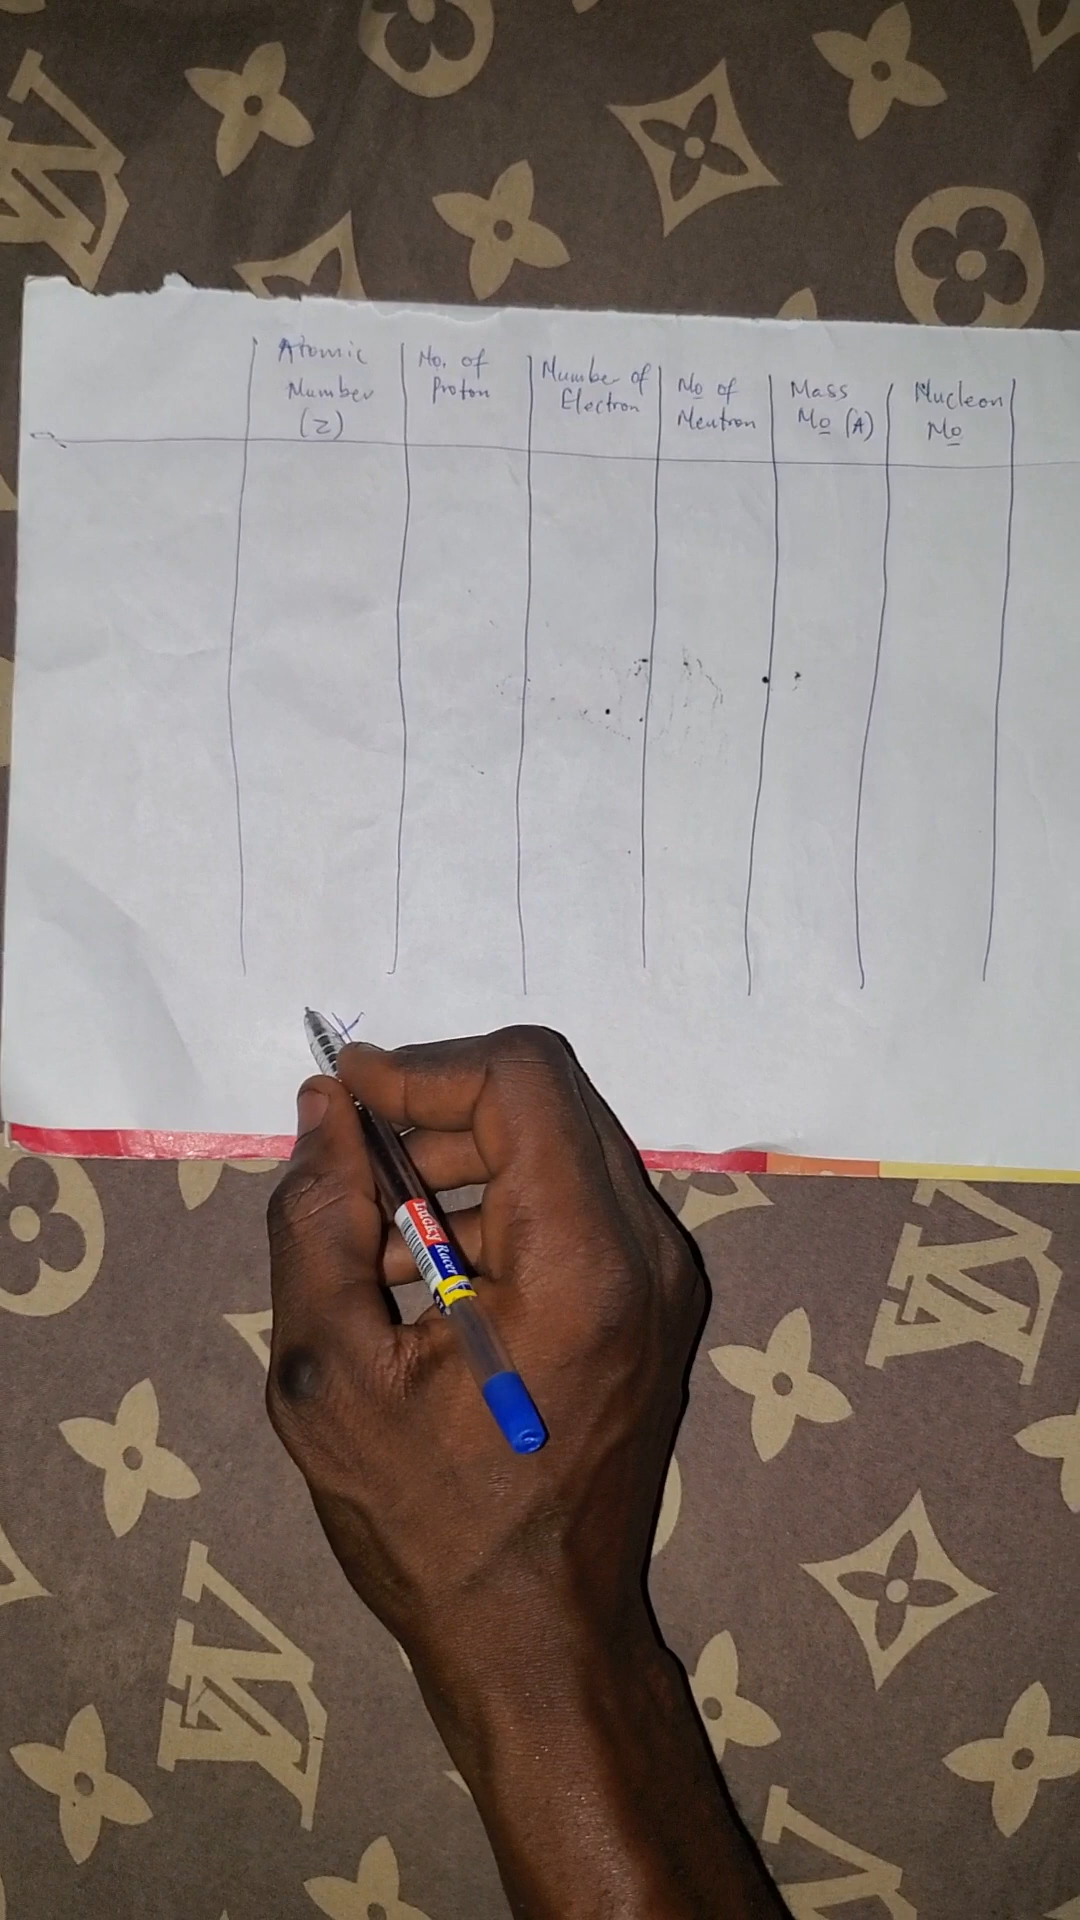 Atomic
Number
(Z)
No. of
Proton
Number of
Electron
No of
Neutron
Mass
No (A)
Nucleon
No
X
Lucky Racer